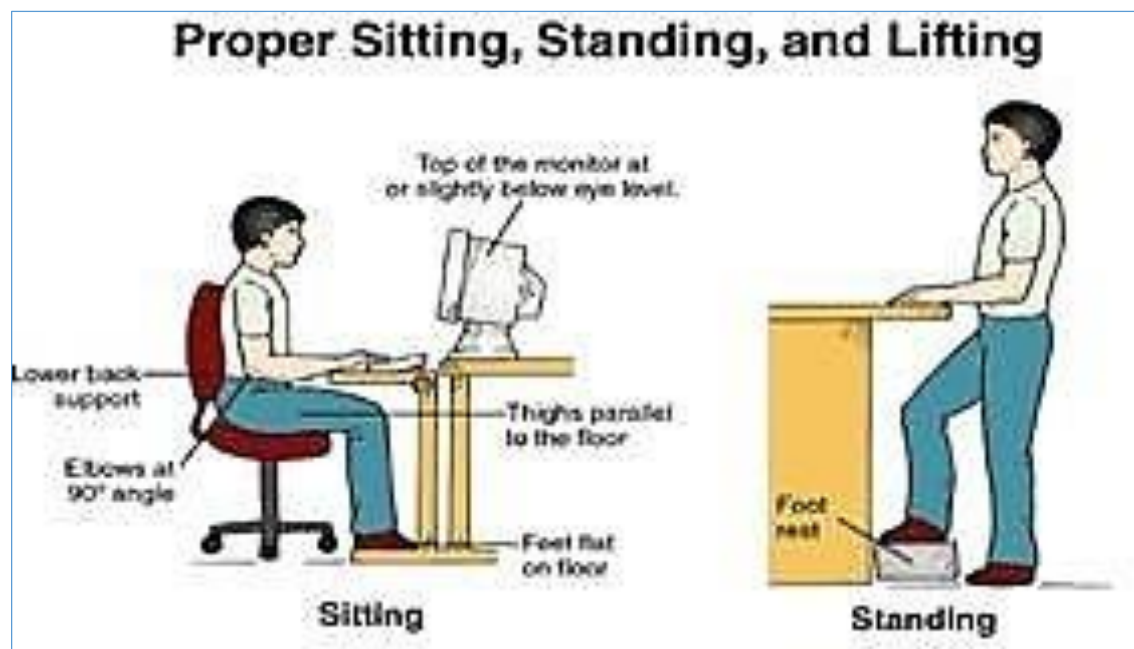 Proper Sitting, Standing, and Lifting
Top of the monitor at
or slightly below eye level.
Lower back
support
Elbows at
90° angle
Thighs parallel
to the floor
Feet flat
on floor
Sitting
Foot
rest
Standing